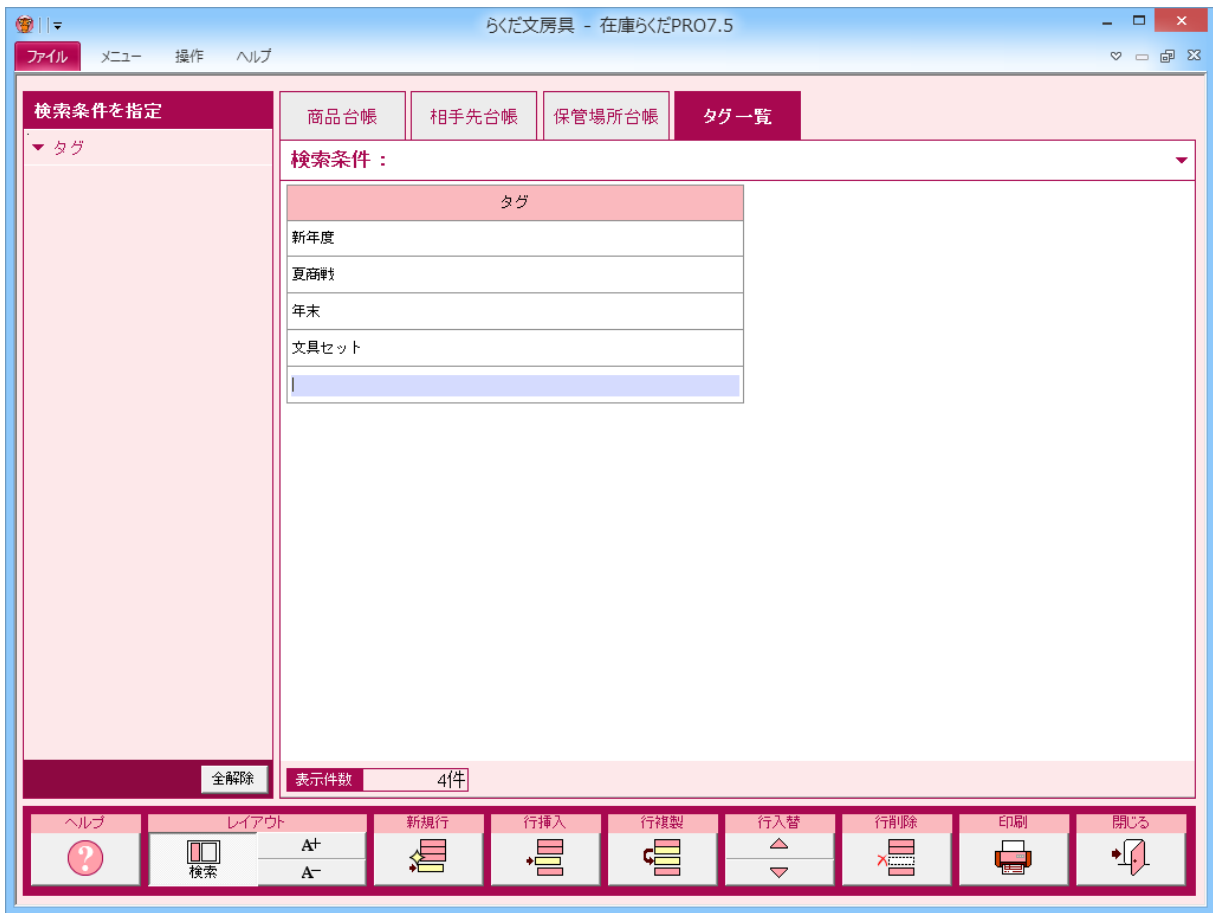 らくだ文房具 - 在庫らくだPRO7.5
ファイル メニュー 操作 ヘルプ
検索条件を指定
タグ
全解除
商品台帳 相手先台帳 保管場所台帳 タグ一覧
検索条件：
タグ
新年度
夏商戦
年末
文具セット
表示件数 4件
ヘルプ レイアウト 新規行 行挿入 行複製 行入替 行削除 印刷 閉じる
? 検索 A+
A-